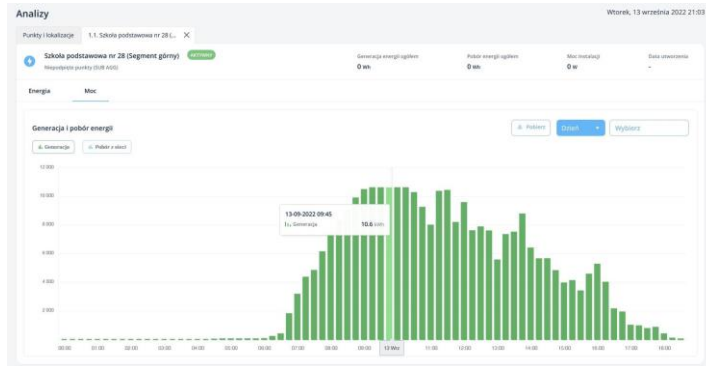 Analizy
Wtorek, 13 września 2022 21:03
Punkty i lokalizacje
1.1. Szkoła podstawowa nr 28 (... ×
Szkoła podstawowa nr 28 (Segment górny) AKTYWNY
Generacja energii ogółem
0 Wh
Pobór energii ogółem
0 Wh
Moc instalacji
0 W
Data utworzenia
-
Energia
Moc
Generacja i pobór energii
Pobierz
Dzień
Wybierz
Generacja
Pobór z sieci
12 000
10 000
8 000
6 000
4 000
2 000
13-09-2022 09:45
Generacja 10.6 kWh
00:00 01:00 02:00 03:00 04:00 05:00 06:00 07:00 08:00 09:00 13 Wrz 11:00 12:00 13:00 14:00 15:00 16:00 17:00 18:00